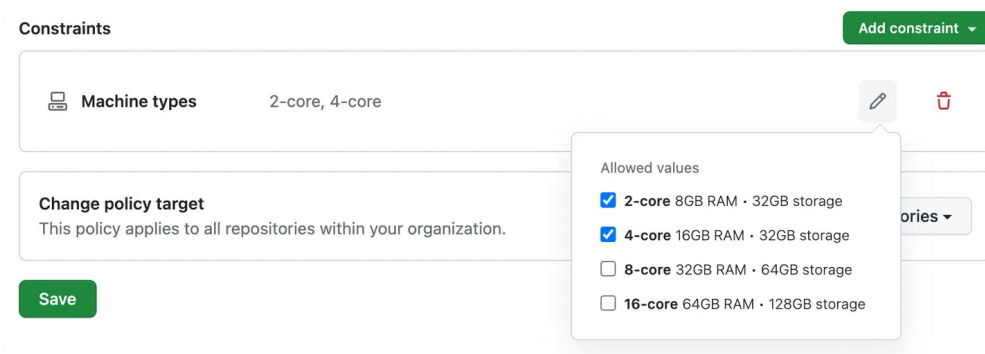 Constraints
Add constraint
Machine types 2-core, 4-core
Allowed values
2-core 8GB RAM • 32GB storage
4-core 16GB RAM • 32GB storage
8-core 32GB RAM • 64GB storage
16-core 64GB RAM • 128GB storage
Change policy target
This policy applies to all repositories within your organization.
Save